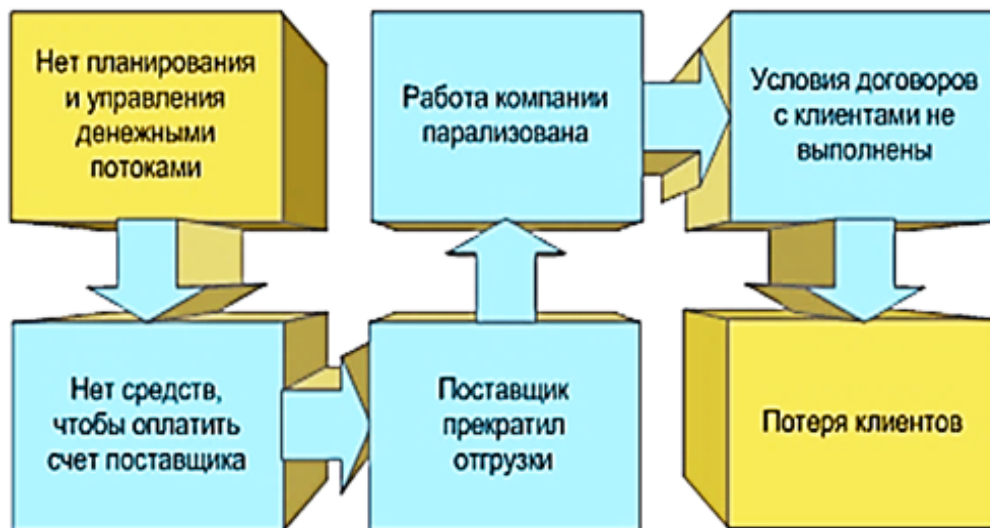 Нет планирования
и управления
денежными
потоками
Нет средств,
чтобы оплатить
счет поставщика
Поставщик
прекратил
отгрузки
Работа компании
парализована
Условия договоров
с клиентами не
выполнены
Потеря клиентов